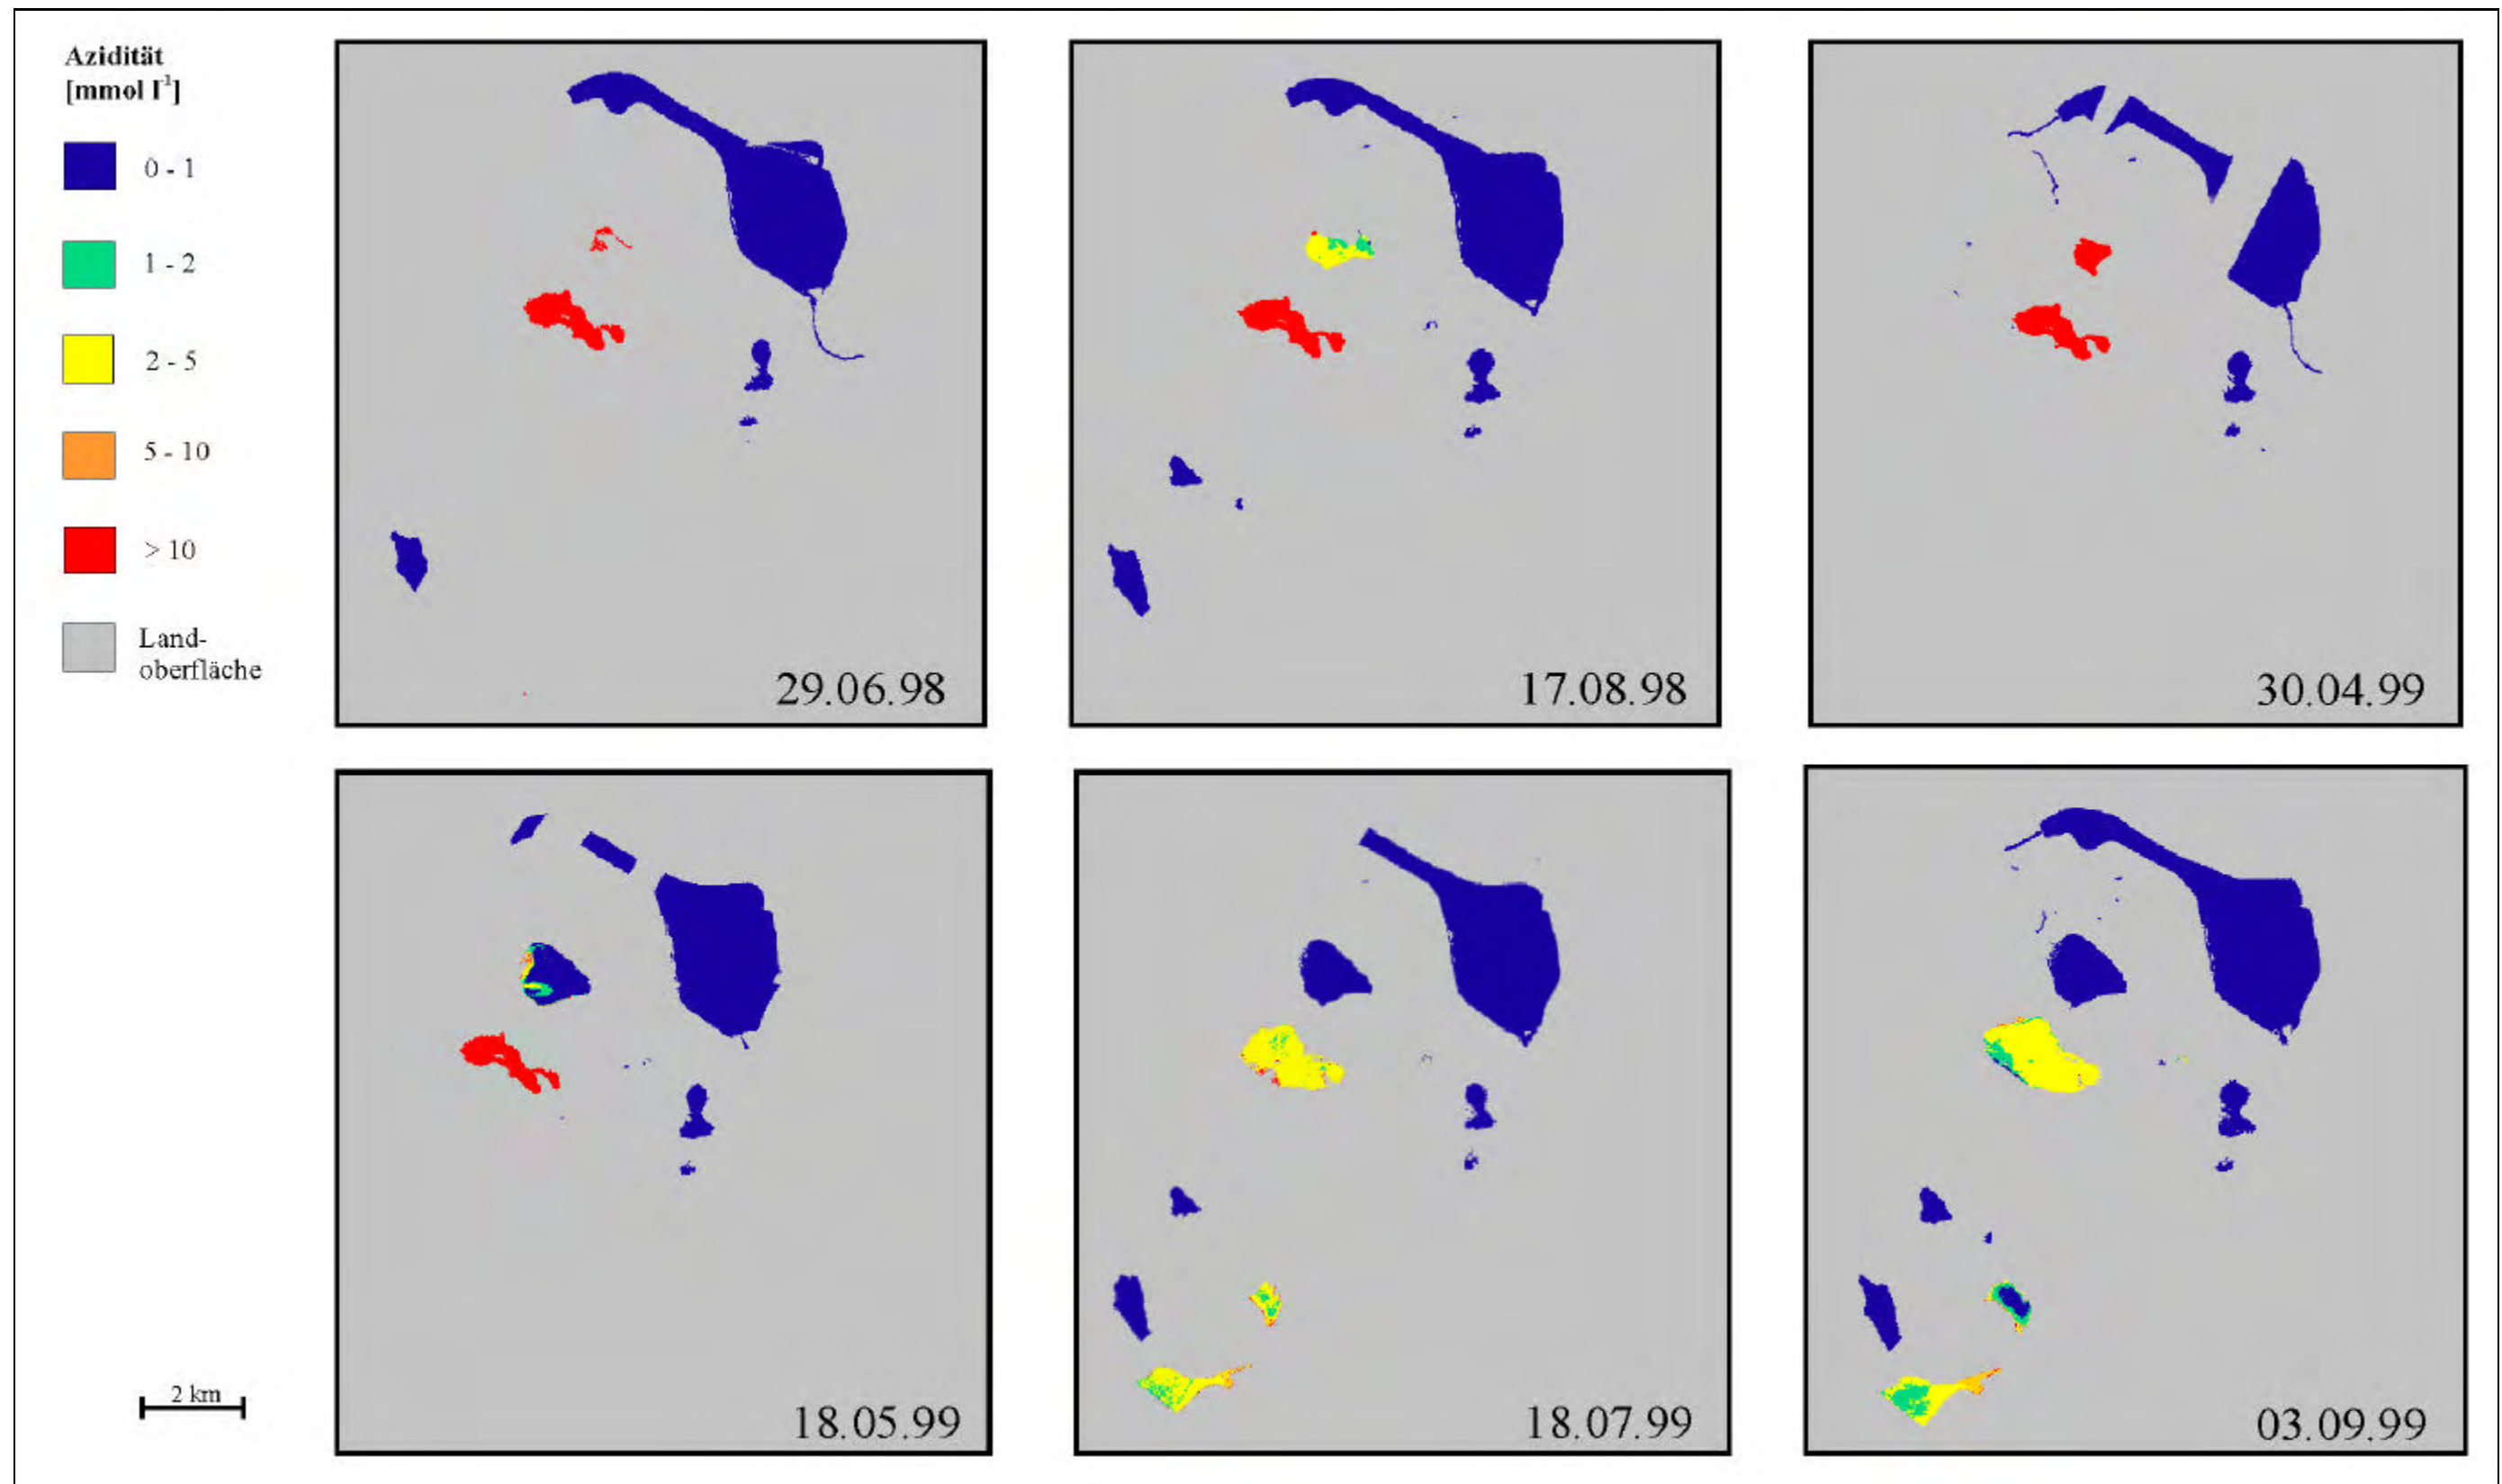 Azidität
[mmol l⁻¹]
0 - 1
1 - 2
2 - 5
5 - 10
> 10
Land-
oberfläche
29.06.98
17.08.98
30.04.99
18.05.99
18.07.99
03.09.99
2 km